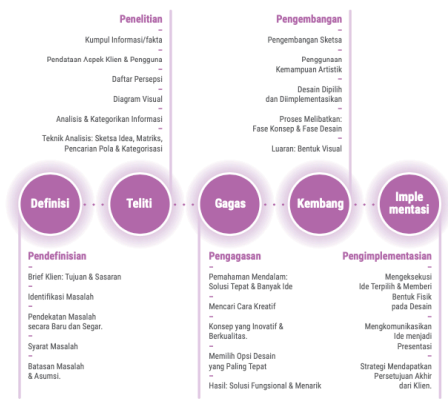 Penelitian
–
Kumpul Informasi/fakta
–
Pendataan Aspek Klien & Pengguna
–
Daftar Persepsi
–
Diagram Visual
–
Analisis & Kategorikan Informasi
–
Teknik Analisis: Sketsa Idea, Matriks,
Pencarian Pola & Kategorisasi
Pengembangan
–
Pengembangan Sketsa
–
Penggunaan
Kemampuan Artistik
–
Desain Dipilih
dan Diimplementasikan
–
Proses Melibatkan:
Fase Konsep & Fase Desain
–
Luaran: Bentuk Visual
Definisi
Teliti
Gagas
Kembang
Imple
mentasi
Pendefinisian
–
Brief Klien: Tujuan & Sasaran
–
Identifikasi Masalah
–
Pendekatan Masalah
secara Baru dan Segar.
–
Syarat Masalah
–
Batasan Masalah
& Asumsi.
Pengagasan
–
Pemahaman Mendalam:
Solusi Tepat & Banyak Ide
–
Mencari Cara Kreatif
–
Konsep yang Inovatif &
Berkualitas.
–
Memilih Opsi Desain
yang Paling Tepat
–
Hasil: Solusi Fungsional & Menarik
Pengimplementasian
–
Mengeksekusi
Ide Terpilih & Memberi
Bentuk Fisik
pada Desain
–
Mengkomunikasikan
Ide menjadi
Presentasi
–
Strategi Mendapatkan
Persetujuan Akhir
dari Klien.